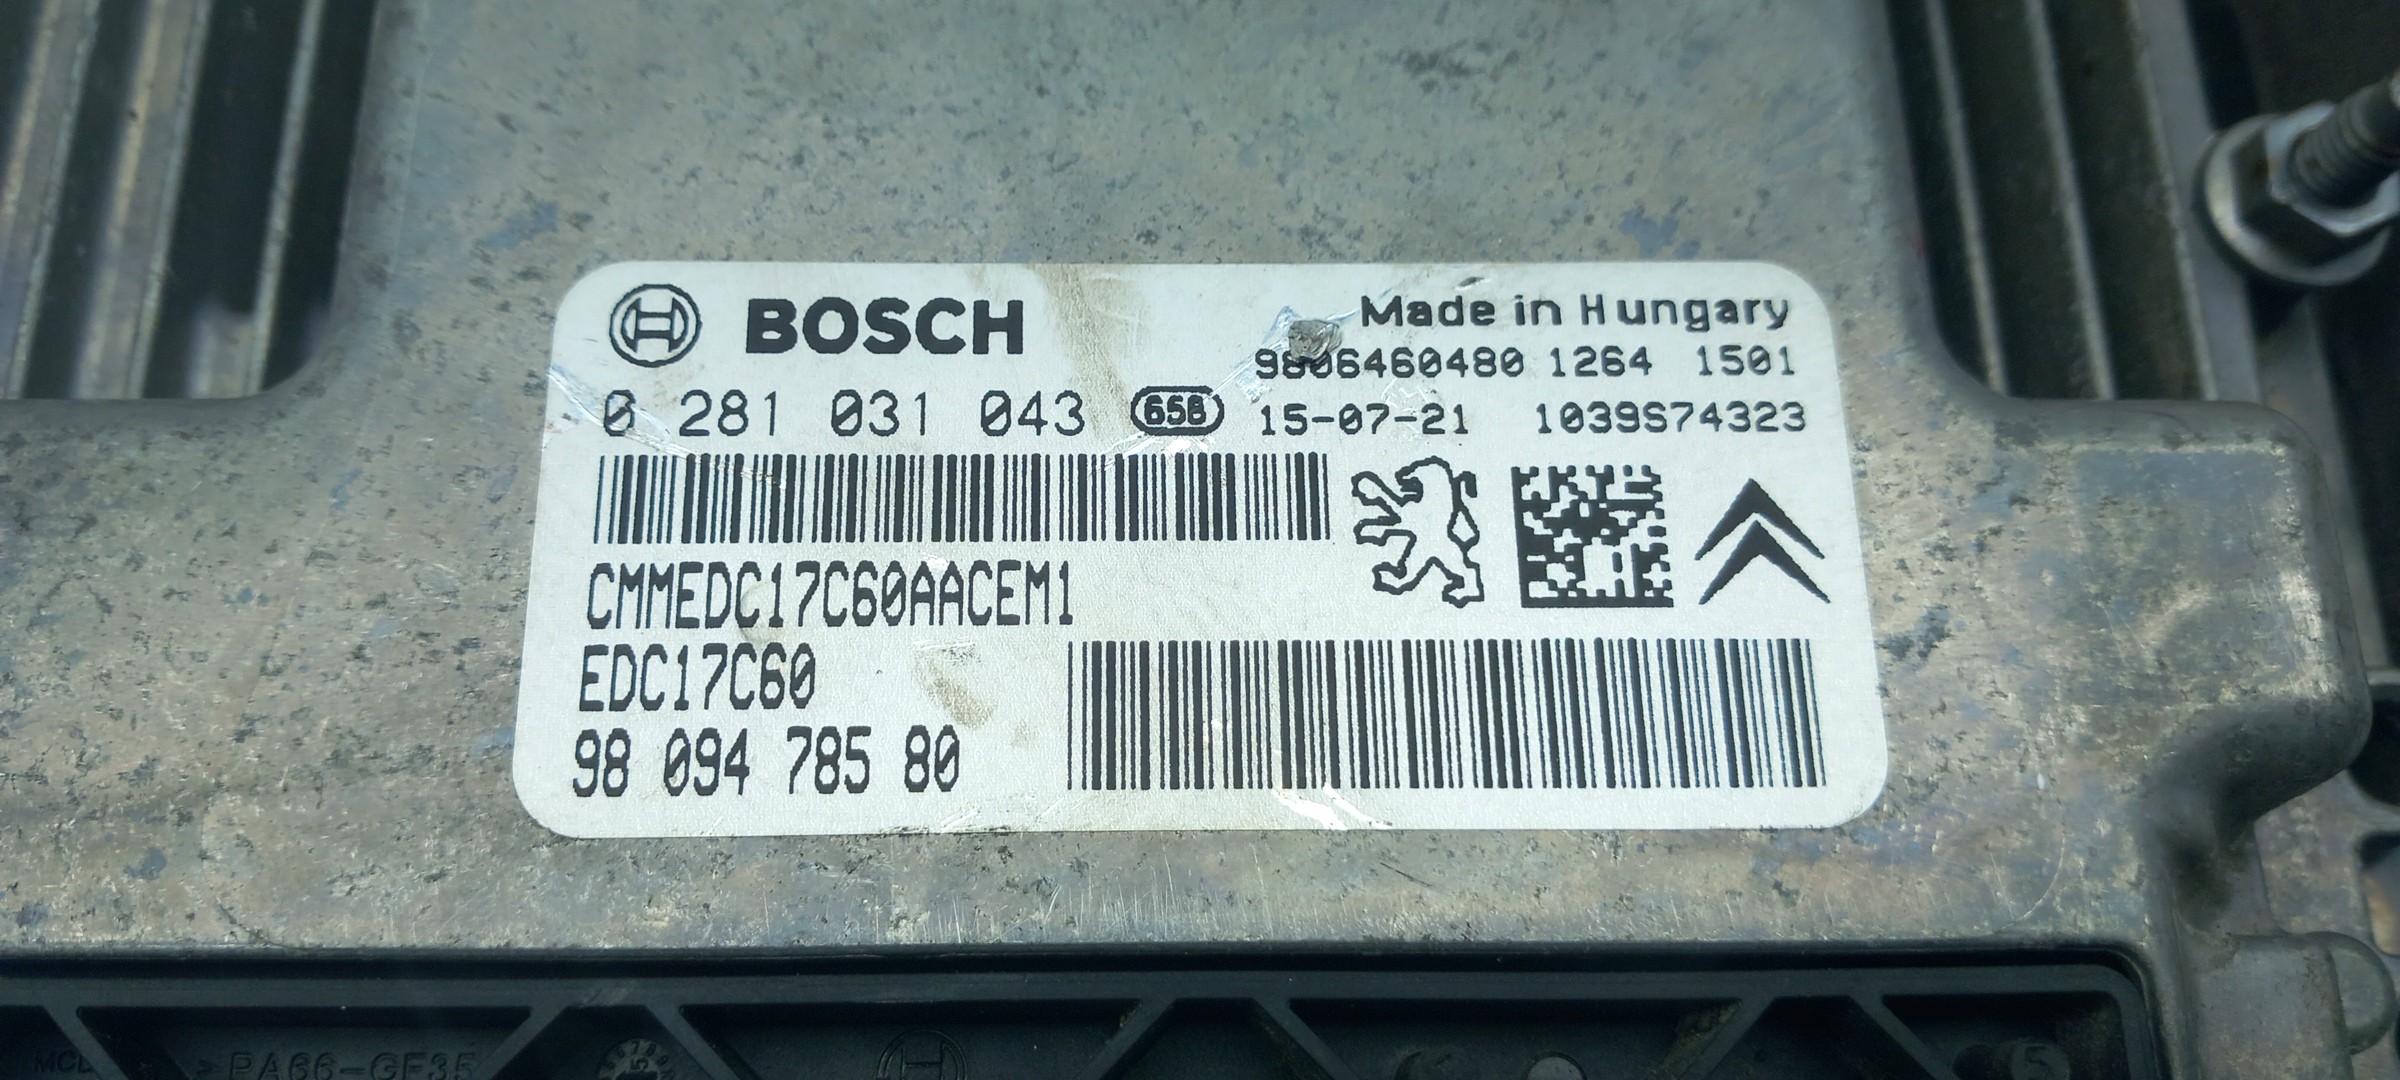 BOSCH
Made in Hungary
9806460480 1264 1501
0 281 031 043 65B 15-07-21 1039S74323
CMMEDC17C60AACEM1
EDC17C60
98 094 785 80
>PA66-GF35